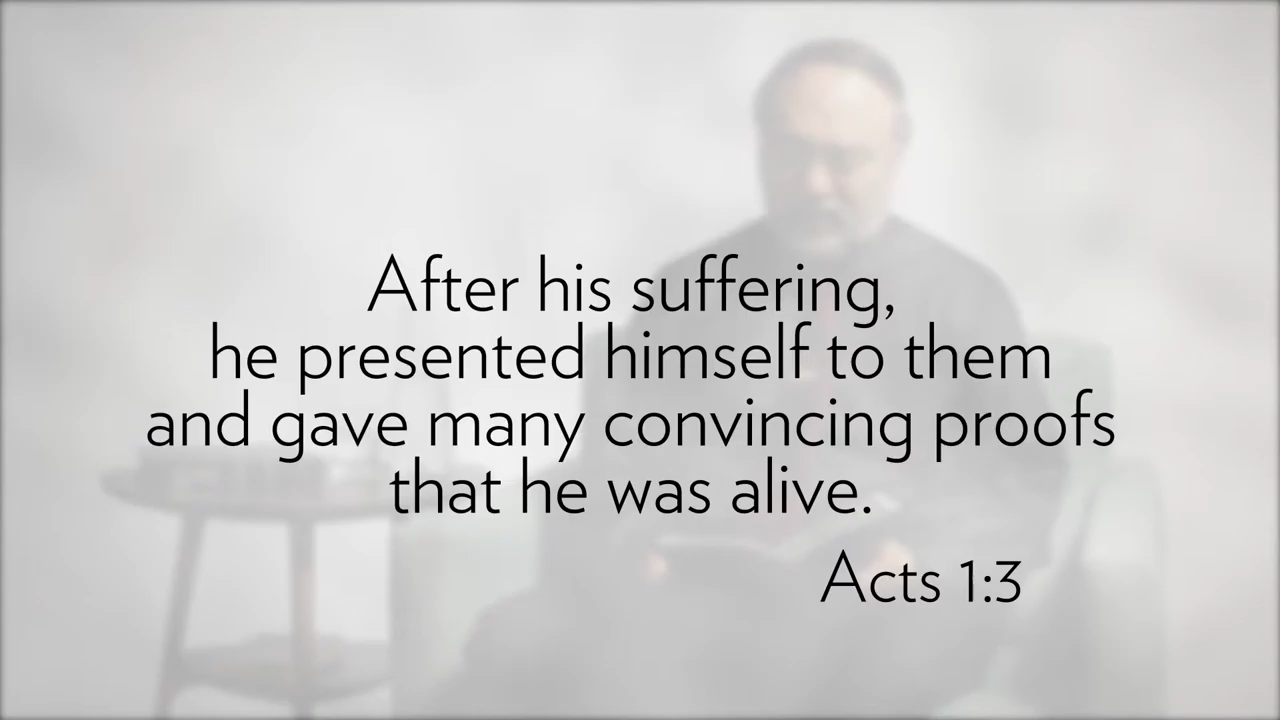 After his suffering,
he presented himself to them
and gave many convincing proofs
that he was alive.
Acts 1:3